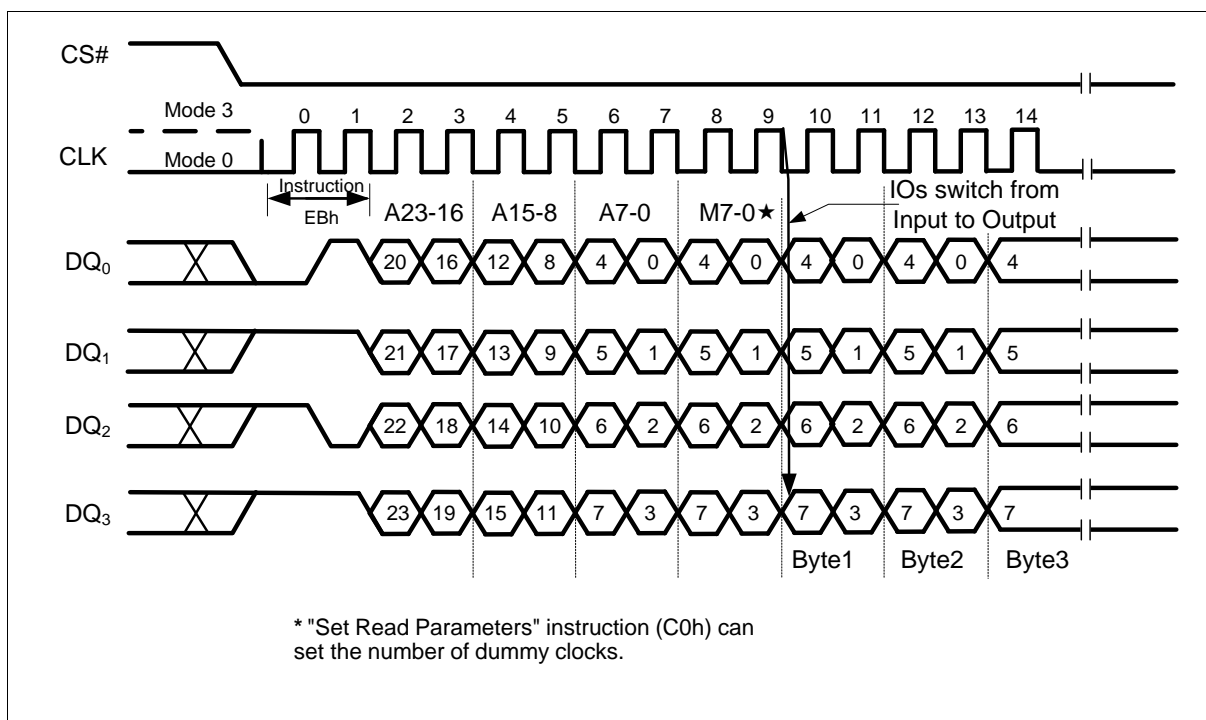 CS#
Mode 3
CLK
Mode 0
0 1 2 3 4 5 6 7 8 9 10 11 12 13 14
Instruction
EBh
A23-16 A15-8 A7-0 M7-0★
IOs switch from
Input to Output
DQ0
20 16 12 8 4 0 4 0 4 0 4 0 4
DQ1
21 17 13 9 5 1 5 1 5 1 5 1 5
DQ2
22 18 14 10 6 2 6 2 6 2 6 2 6
DQ3
23 19 15 11 7 3 7 3 7 3 7 3 7
Byte1 Byte2 Byte3
* "Set Read Parameters" instruction (C0h) can
set the number of dummy clocks.